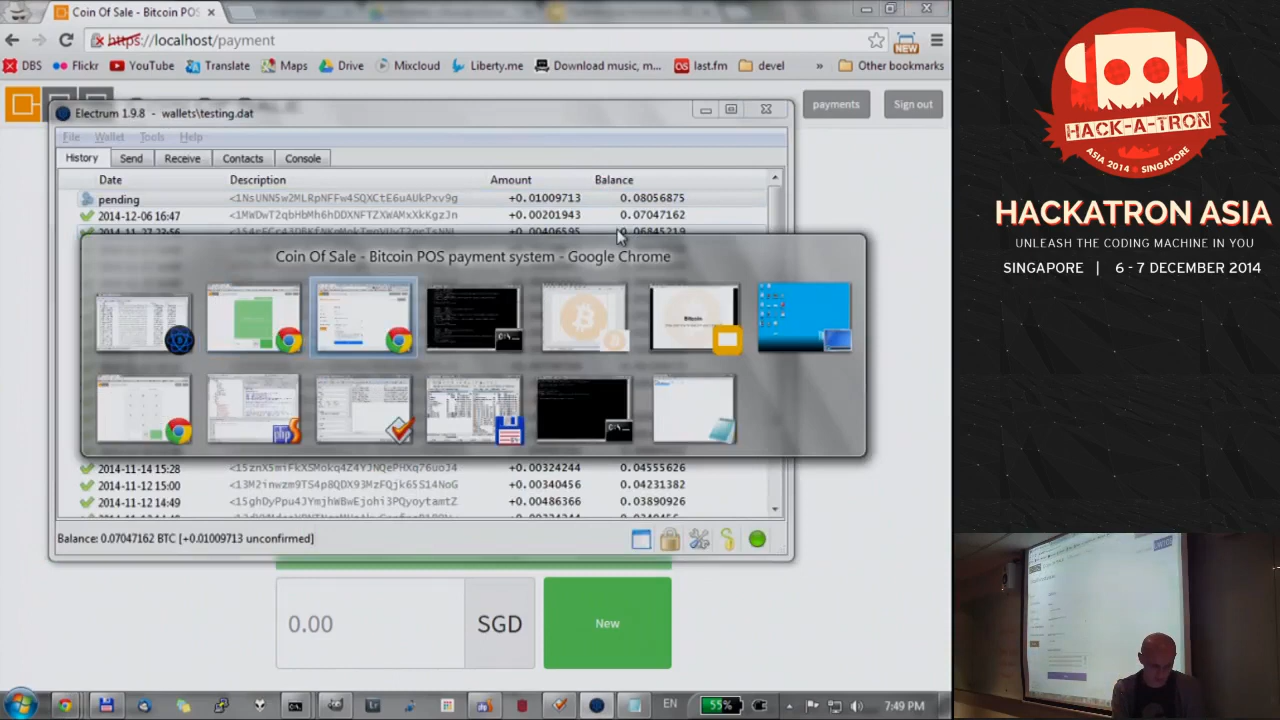 Coin Of Sale - Bitcoin POS
https://localhost/payment
NEW
DBS Flickr YouTube Translate Maps Drive Mixcloud Liberty.me Download music, m... last.fm devel » Other bookmarks
payments Sign out
Electrum 1.9.8 - wallets\testing.dat
File Wallet Tools Help
History Send Receive Contacts Console
Date Description Amount Balance
pending <1NsUNN5w2MLRpNFFw4SQXCtE6uAUkPxv9g +0.01009713 0.08056875
2014-12-06 16:47 <1MWDwT2qbHbMh6hDDXNFTZXWAMxXkKgzJn +0.00201943 0.07047162
Coin Of Sale - Bitcoin POS payment system - Google Chrome
2014-11-14 15:28 <15znX5miFkXSMokq4Z4YJNQePHXq76uoJ4 +0.00324244 0.04555626
2014-11-12 15:00 <13M2inwzm9TS4p8QDX93MzFQjk65S14NoG +0.00340456 0.04231382
2014-11-12 14:49 <15ghDyPpu4JYmjhWBwEjohi3PQyoytamtZ +0.00486366 0.03890926
Balance: 0.07047162 BTC [+0.01009713 unconfirmed]
0.00 SGD New
EN 55% 7:49 PM
HACK-A-TRON
ASIA 2014 SINGAPORE
HACKATRON ASIA
UNLEASH THE CODING MACHINE IN YOU
SINGAPORE | 6 - 7 DECEMBER 2014